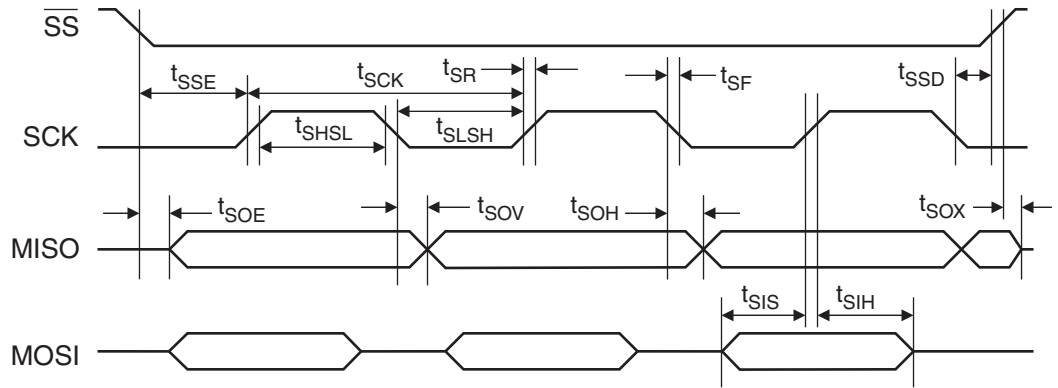 SS
tSSE
tSCK
tSR
tSF
tSSD
SCK
tSHSL
tSLSH
tSOE
tSOV
tSOH
tSOX
MISO
tSIS
tSIH
MOSI